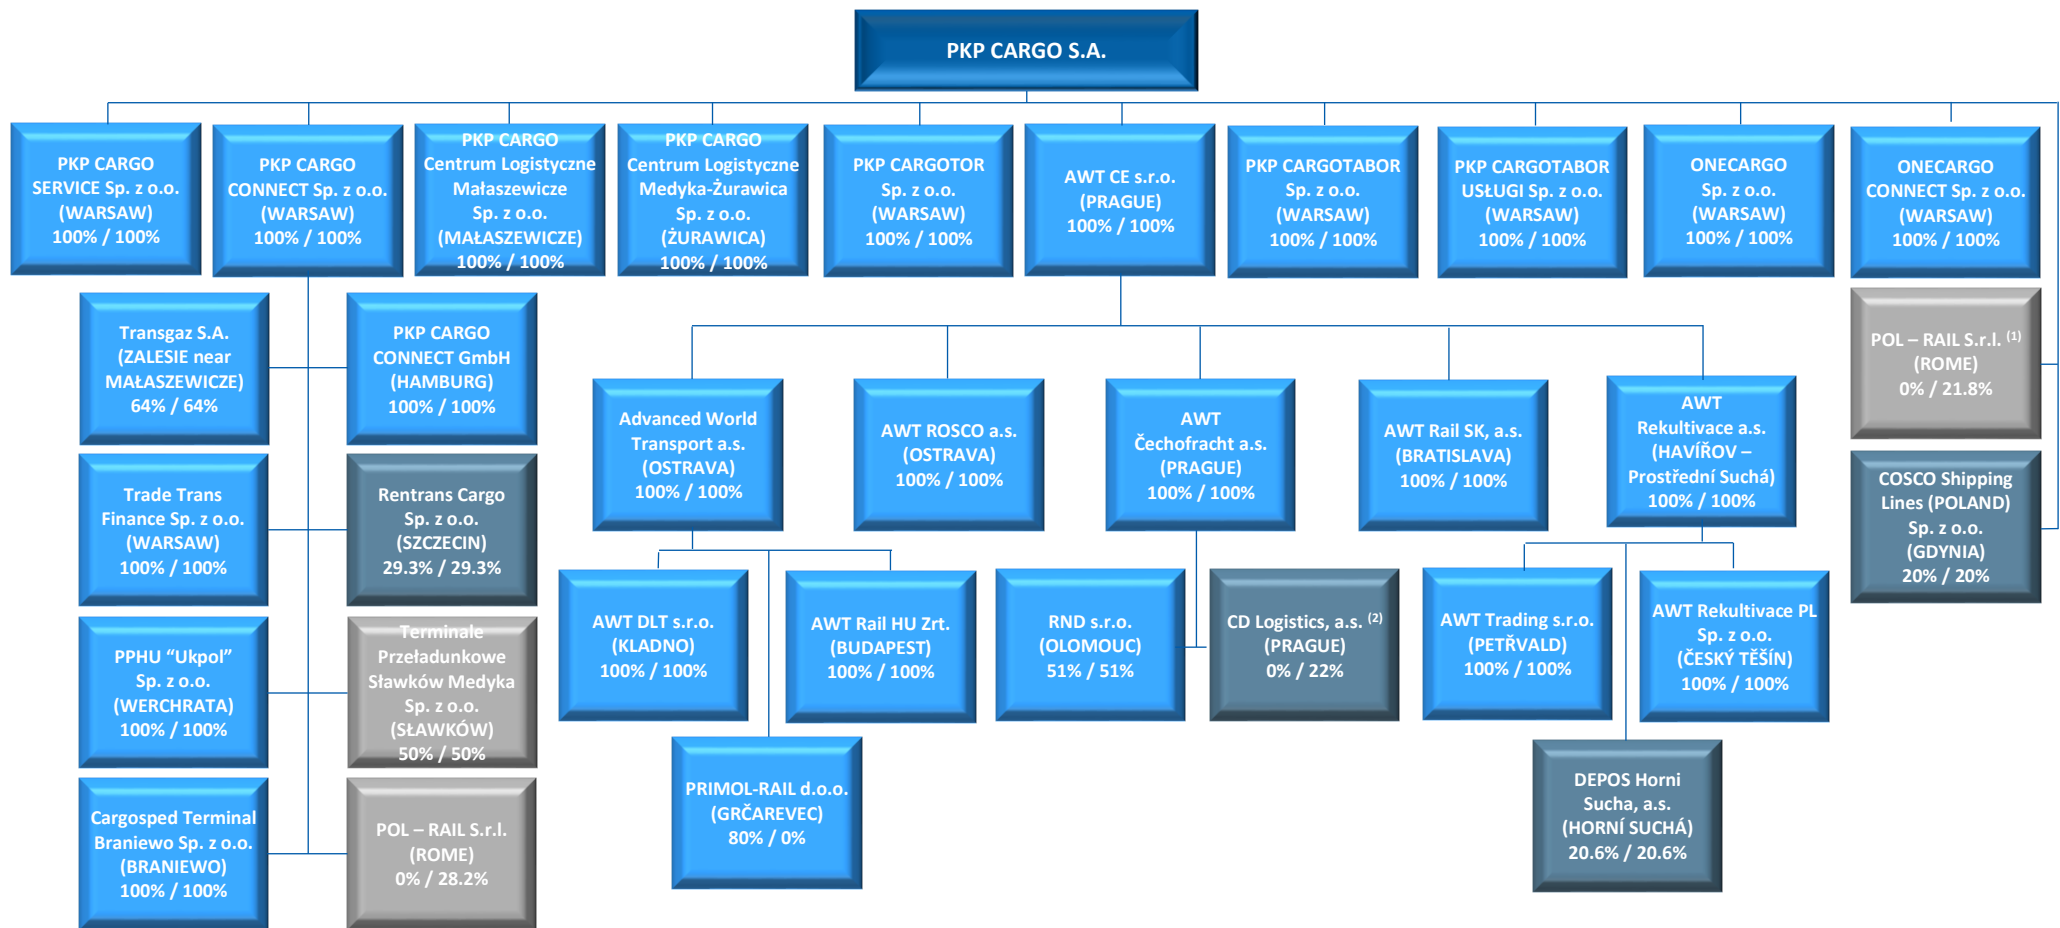 PKP CARGO S.A.
PKP CARGO
SERVICE Sp. z o.o.
(WARSAW)
100% / 100%
PKP CARGO
CONNECT Sp. z o.o.
(WARSAW)
100% / 100%
PKP CARGO
Centrum Logistyczne
Małaszewicze
Sp. z o.o.
(MAŁASZEWICZE)
100% / 100%
PKP CARGO
Centrum Logistyczne
Medyka-Żurawica
Sp. z o.o.
(ŻURAWICA)
100% / 100%
PKP CARGOTOR
Sp. z o.o.
(WARSAW)
100% / 100%
AWT CE s.r.o.
(PRAGUE)
100% / 100%
PKP CARGOTABOR
Sp. z o.o.
(WARSAW)
100% / 100%
PKP CARGOTABOR
USŁUGI Sp. z o.o.
(WARSAW)
100% / 100%
ONECARGO
Sp. z o.o.
(WARSAW)
100% / 100%
ONECARGO
CONNECT Sp. z o.o.
(WARSAW)
100% / 100%
Transgaz S.A.
(ZALESIE near
MAŁASZEWICZE)
64% / 64%
PKP CARGO
CONNECT GmbH
(HAMBURG)
100% / 100%
POL – RAIL S.r.l. (1)
(ROME)
0% / 21.8%
Advanced World
Transport a.s.
(OSTRAVA)
100% / 100%
AWT ROSCO a.s.
(OSTRAVA)
100% / 100%
AWT
Čechofracht a.s.
(PRAGUE)
100% / 100%
AWT Rail SK, a.s.
(BRATISLAVA)
100% / 100%
AWT
Rekultivace a.s.
(HAVÍŘOV –
Prostřední Suchá)
100% / 100%
Trade Trans
Finance Sp. z o.o.
(WARSAW)
100% / 100%
Rentrans Cargo
Sp. z o.o.
(SZCZECIN)
29.3% / 29.3%
COSCO Shipping
Lines (POLAND)
Sp. z o.o.
(GDYNIA)
20% / 20%
AWT DLT s.r.o.
(KLADNO)
100% / 100%
AWT Rail HU Zrt.
(BUDAPEST)
100% / 100%
RND s.r.o.
(OLOMOUC)
51% / 51%
CD Logistics, a.s. (2)
(PRAGUE)
0% / 22%
AWT Trading s.r.o.
(PETŘVALD)
100% / 100%
AWT Rekultivace PL
Sp. z o.o.
(ČESKÝ TĚŠÍN)
100% / 100%
PPHU “Ukpol”
Sp. z o.o.
(WERCHRATA)
100% / 100%
Terminale
Przeładunkowe
Sławków Medyka
Sp. z o.o.
(SŁAWKÓW)
50% / 50%
PRIMOL-RAIL d.o.o.
(GRČAREVEC)
80% / 0%
DEPOS Horni
Sucha, a.s.
(HORNÍ SUCHÁ)
20.6% / 20.6%
Cargosped Terminal
Braniewo Sp. z o.o.
(BRANIEWO)
100% / 100%
POL – RAIL S.r.l.
(ROME)
0% / 28.2%